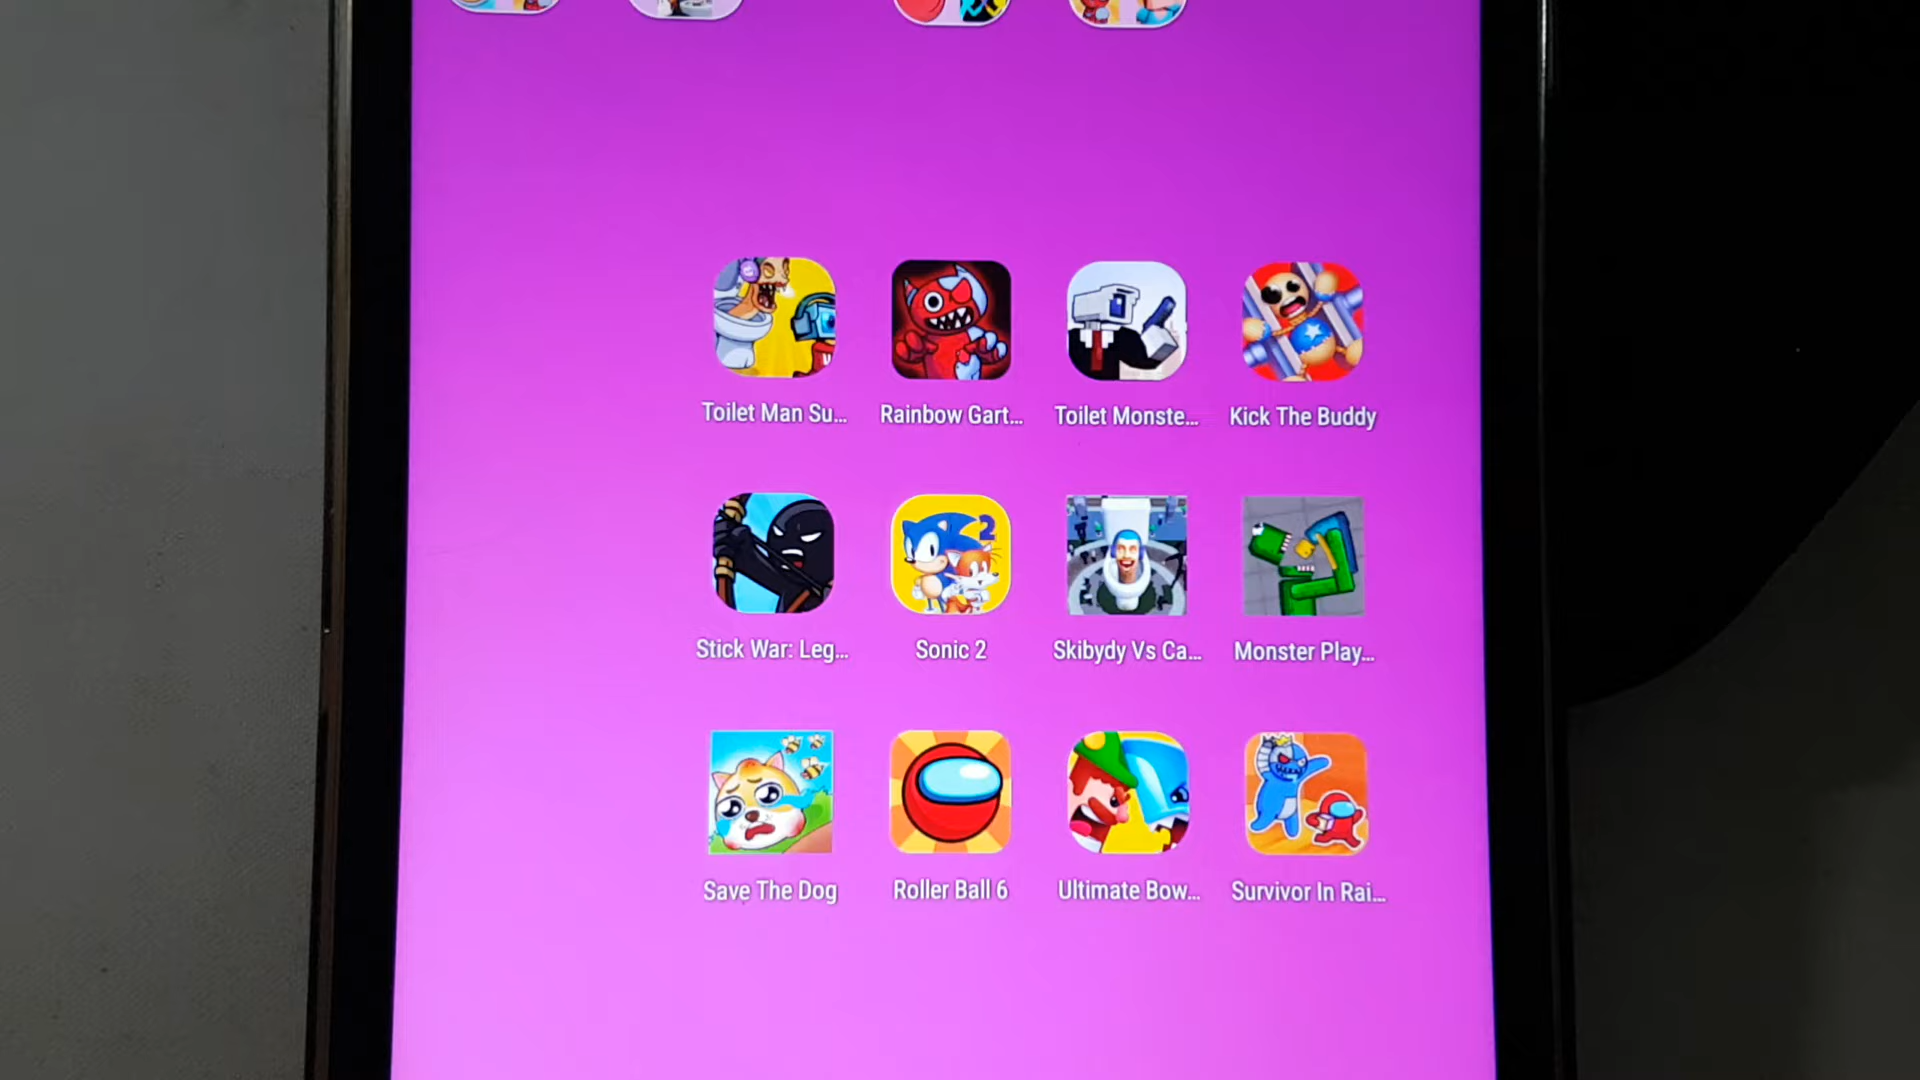 Toilet Man Su...
Rainbow Gart...
Toilet Monste...
Kick The Buddy
2
Stick War: Leg...
Sonic 2
Skibydy Vs Ca...
Monster Play...
Save The Dog
Roller Ball 6
Ultimate Bow...
Survivor In Rai...